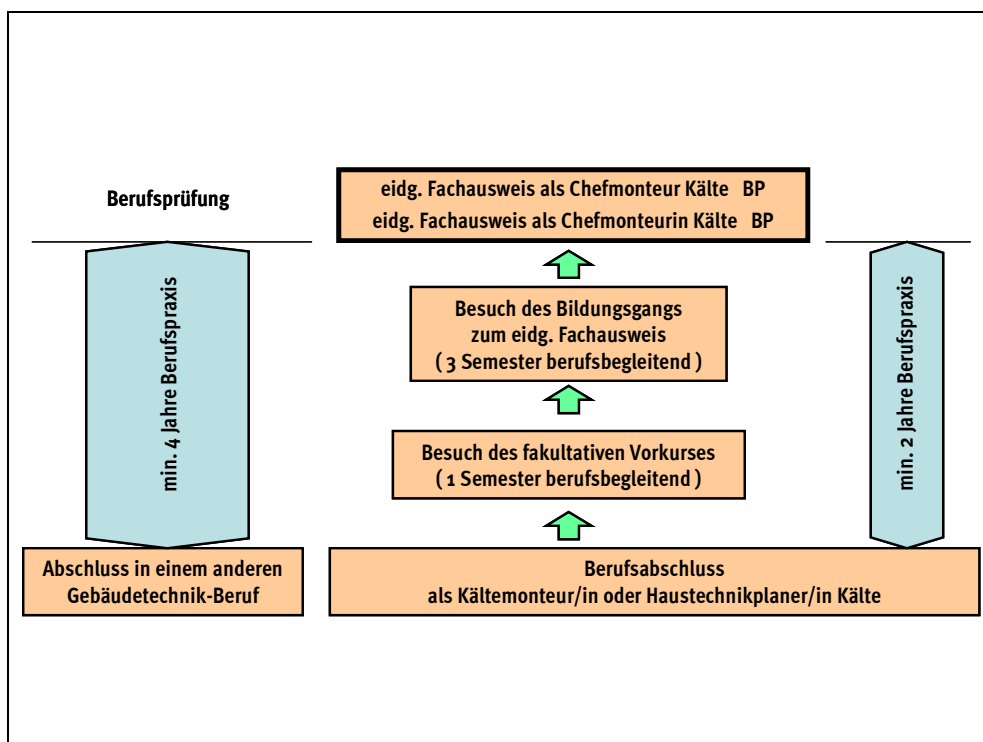 Berufsprüfung
eidg. Fachausweis als Chefmonteur Kälte BP
eidg. Fachausweis als Chefmonteurin Kälte BP
min. 4 Jahre Berufspraxis
Besuch des Bildungsgangs
zum eidg. Fachausweis
( 3 Semester berufsbegleitend )
min. 2 Jahre Berufspraxis
Besuch des fakultativen Vorkurses
( 1 Semester berufsbegleitend )
Abschluss in einem anderen
Gebäudetechnik-Beruf
Berufsabschluss
als Kältemonteur/in oder Haustechnikplaner/in Kälte